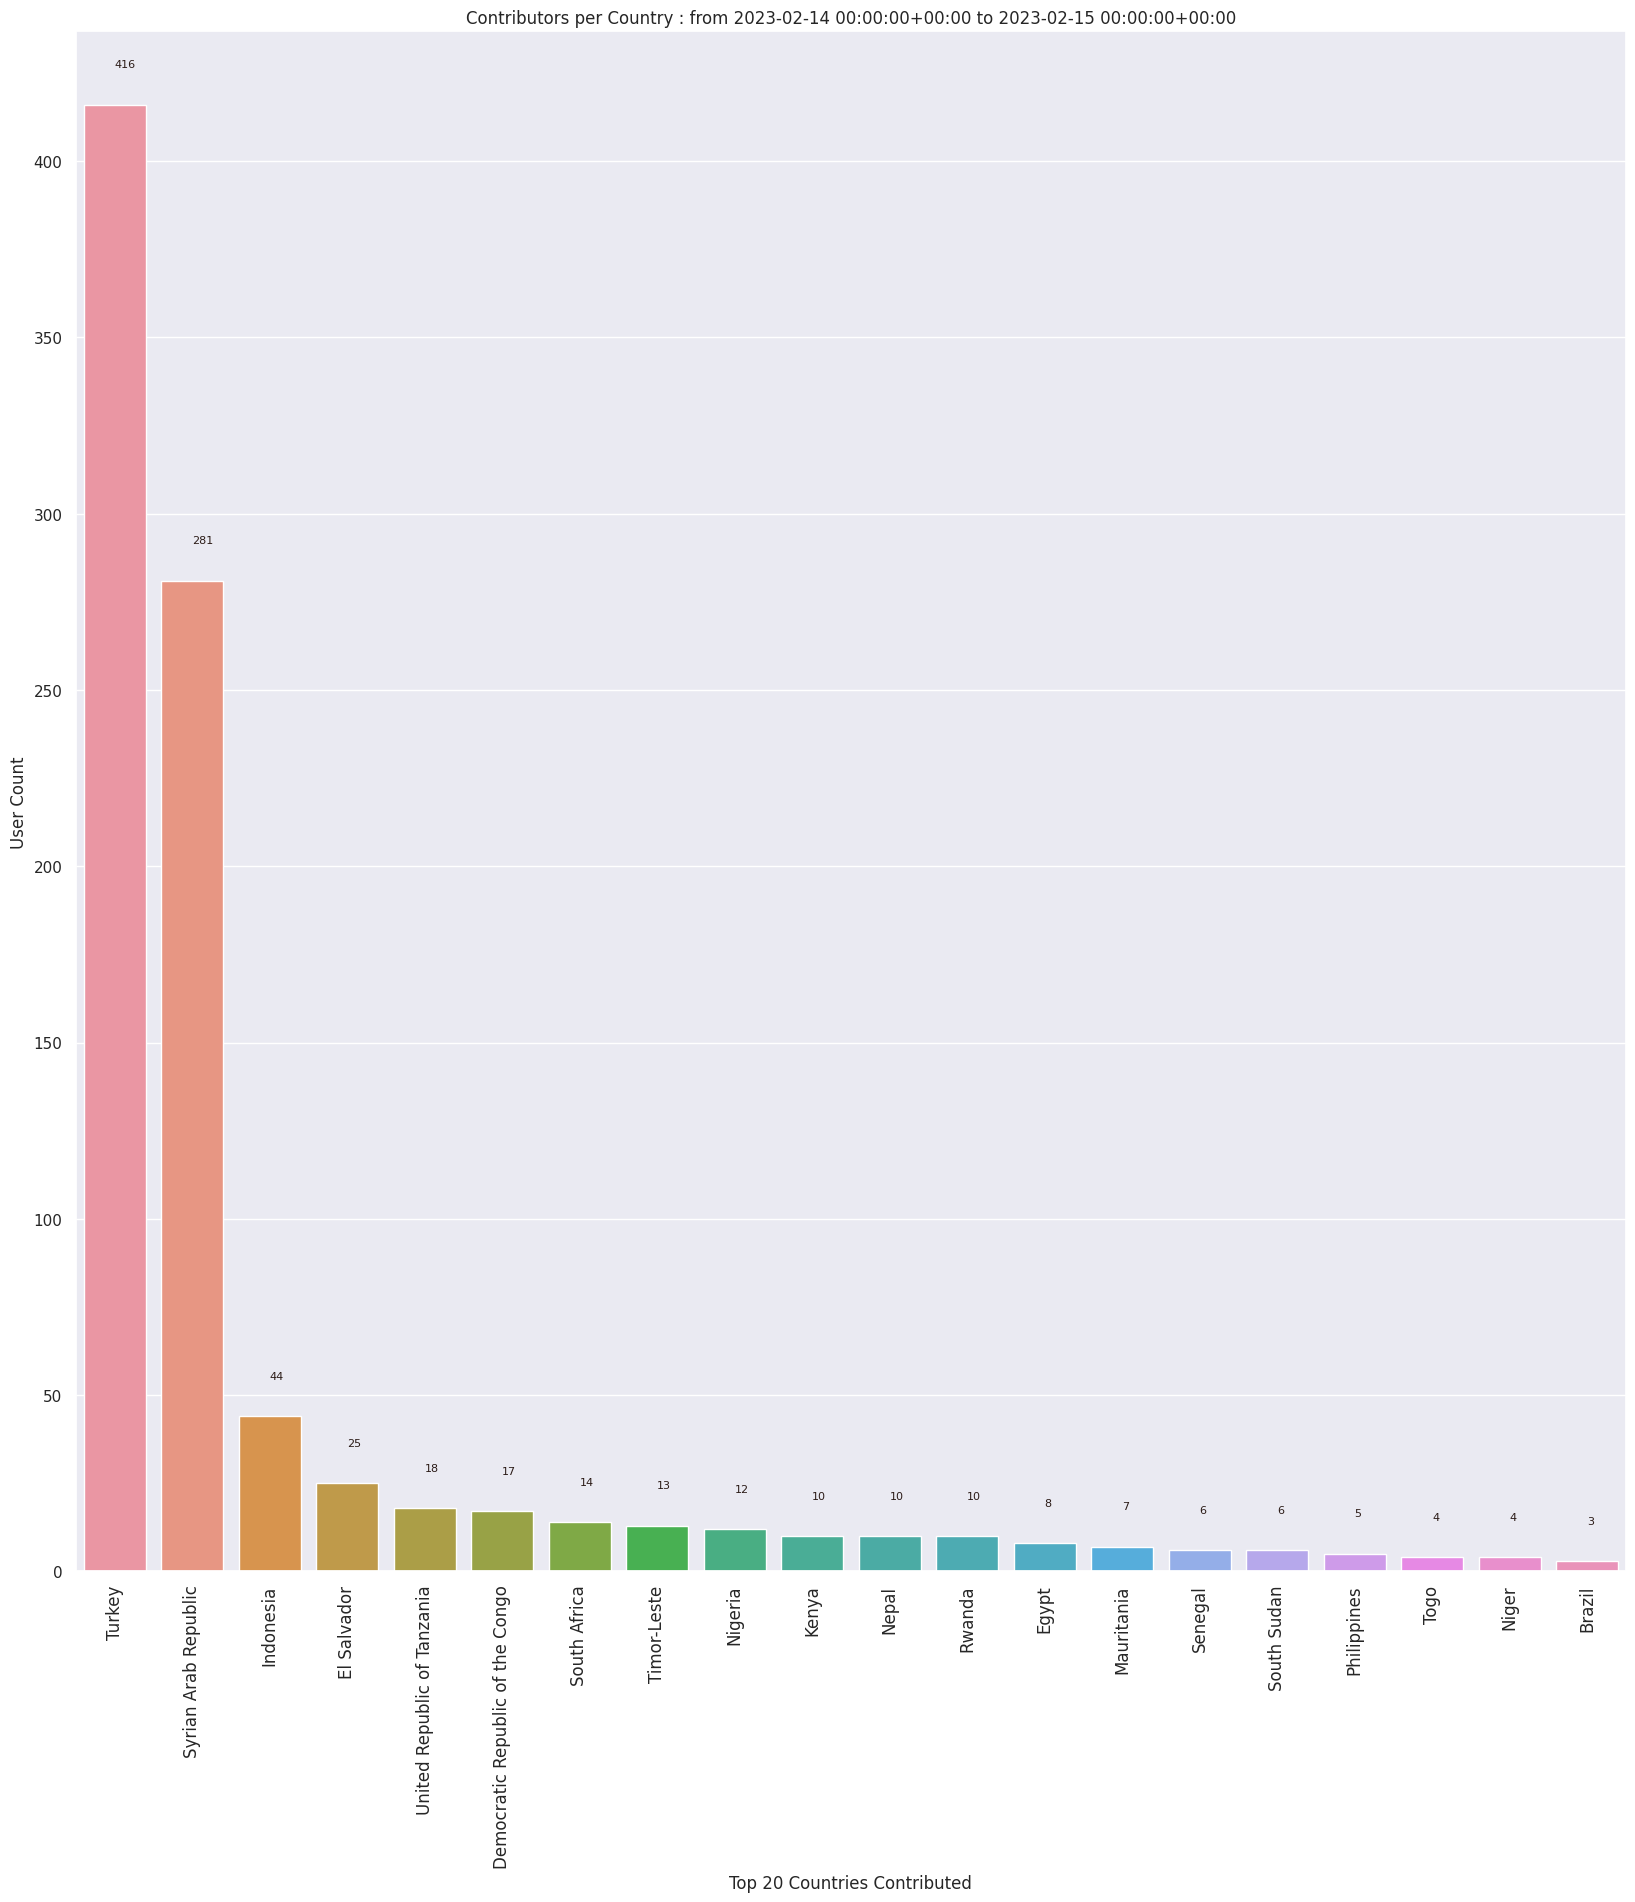 Contributors per Country : from 2023-02-14 00:00:00+00:00 to 2023-02-15 00:00:00+00:00
416
400
350
300
281
250
200
150
100
50
0
User Count
44
25
18
17
14
13
12
10
10
10
8
7
6
6
5
4
4
3
Turkey
Syrian Arab Republic
Indonesia
El Salvador
United Republic of Tanzania
Democratic Republic of the Congo
South Africa
Timor-Leste
Nigeria
Kenya
Nepal
Rwanda
Egypt
Mauritania
Senegal
South Sudan
Philippines
Togo
Niger
Brazil
Top 20 Countries Contributed